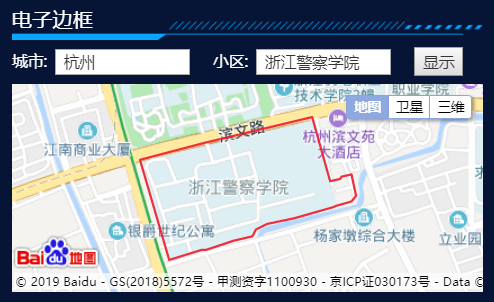 电子边框
城市: 杭州 小区: 浙江警察学院 显示
职业学院
地图 卫星 三维
滨文路
杭州滨文苑
大酒店
江南商业大厦
浙江警察学院
银爵世纪公寓
杨家墩综合大楼
立业园
Bai du 地图
© 2019 Baidu - GS(2018)5572号 - 甲测资字1100930 - 京ICP证030173号 - Data ©